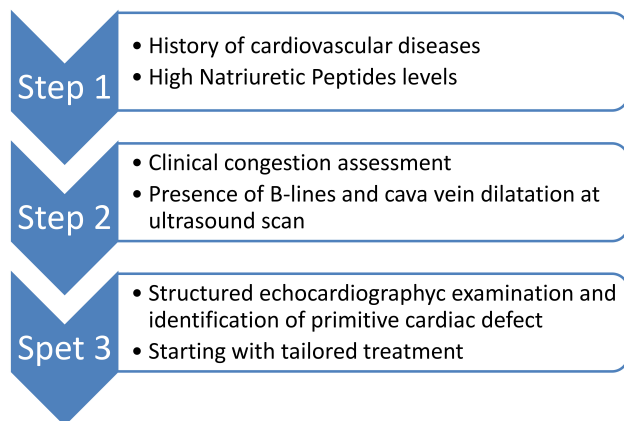 Step 1
• History of cardiovascular diseases
• High Natriuretic Peptides levels
Step 2
• Clinical congestion assessment
• Presence of B-lines and cava vein dilatation at
ultrasound scan
Spet 3
• Structured echocardiographyc examination and
identification of primitive cardiac defect
• Starting with tailored treatment